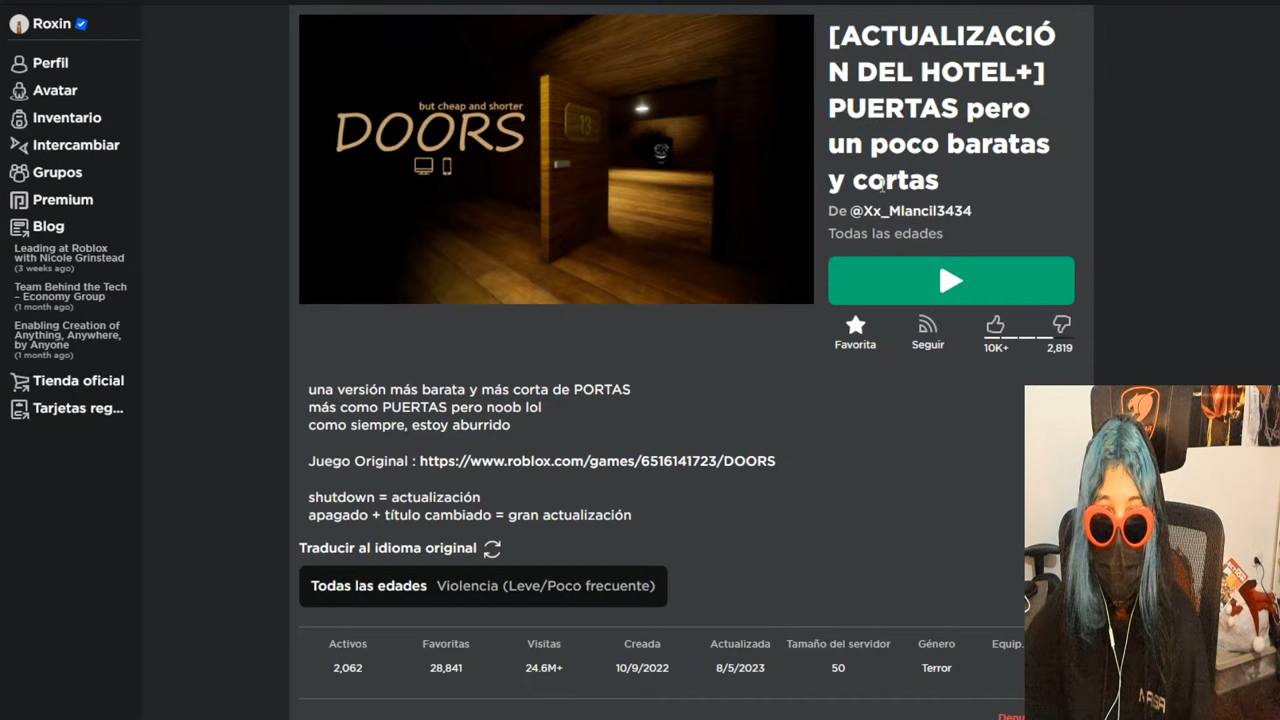 Roxin
Perfil
Avatar
Inventario
Intercambiar
Grupos
Premium
Blog
Leading at Roblox
with Nicole Grinstead
(3 weeks ago)
Team Behind the Tech
– Economy Group
(1 month ago)
Enabling Creation of
Anything, Anywhere,
by Anyone
(1 month ago)
Tienda oficial
Tarjetas reg...
but cheap and shorter
DOORS
13
[ACTUALIZACIÓ
N DEL HOTEL+]
PUERTAS pero
un poco baratas
y cortas
De @Xx_Mlancil3434
Todas las edades
Favorita
Seguir
10K+
2,819
una versión más barata y más corta de PORTAS
más como PUERTAS pero noob lol
como siempre, estoy aburrido
Juego Original : https://www.roblox.com/games/6516141723/DOORS
shutdown = actualización
apagado + título cambiado = gran actualización
Traducir al idioma original
Todas las edades Violencia (Leve/Poco frecuente)
Activos Favoritas Visitas Creada Actualizada Tamaño del servidor Género Equip.
2,062 28,841 24.6M+ 10/9/2022 8/5/2023 50 Terror